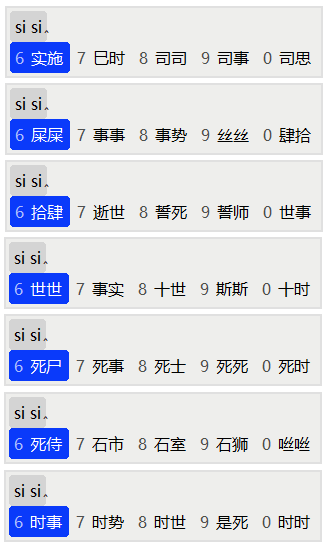 si si
6 实施 7 巳时 8 司司 9 司事 0 司思
si si
6 屎屎 7 事事 8 事势 9 丝丝 0 肆拾
si si
6 拾肆 7 逝世 8 誓死 9 誓师 0 世事
si si
6 世世 7 事实 8 十世 9 斯斯 0 十时
si si
6 死尸 7 死事 8 死士 9 死死 0 死时
si si
6 死侍 7 石市 8 石室 9 石狮 0 咝咝
si si
6 时事 7 时势 8 时世 9 是死 0 时时